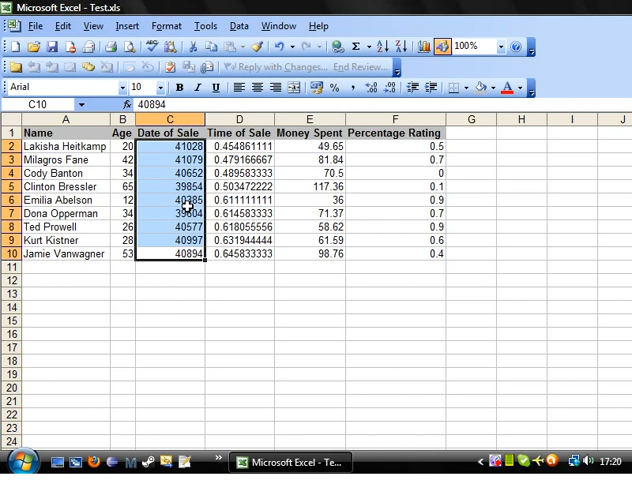 Microsoft Excel - Test.xls
File Edit View Insert Format Tools Data Window Help
Σ 100%
Reply with Changes... End Review...
Arial 10 B I U % , A
C10 fx 40894
A B C D E F G H I J
1 Name Age Date of Sale Time of Sale Money Spent Percentage Rating
2 Lakisha Heitkamp 20 41028 0.454861111 49.65 0.5
3 Milagros Fane 42 41079 0.479166667 81.84 0.7
4 Cody Banton 34 40652 0.489583333 70.5 0
5 Clinton Bressler 65 39854 0.503472222 117.36 0.1
6 Emilia Abelson 12 40385 0.611111111 36 0.9
7 Dona Opperman 34 39604 0.614583333 71.37 0.7
8 Ted Prowell 26 40577 0.618055556 58.62 0.9
9 Kurt Kistner 28 40997 0.631944444 61.59 0.6
10 Jamie Vanwagner 53 40894 0.645833333 98.76 0.4
11
12
13
14
15
16
17
18
19
20
21
22
23
24
Microsoft Excel - Te... 17:20